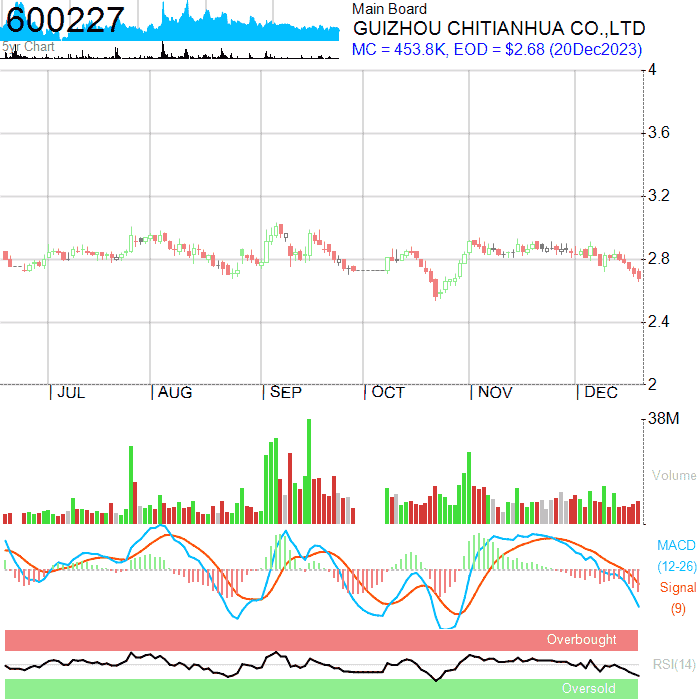 600227
5yr Chart
Main Board
GUIZHOU CHITIANHUA CO.,LTD
MC = 453.8K, EOD = $2.68 (20Dec2023)
4
3.6
3.2
2.8
2.4
2
JUL
AUG
SEP
OCT
NOV
DEC
38M
Volume
MACD
(12-26)
Signal
(9)
Overbought
RSI(14)
Oversold